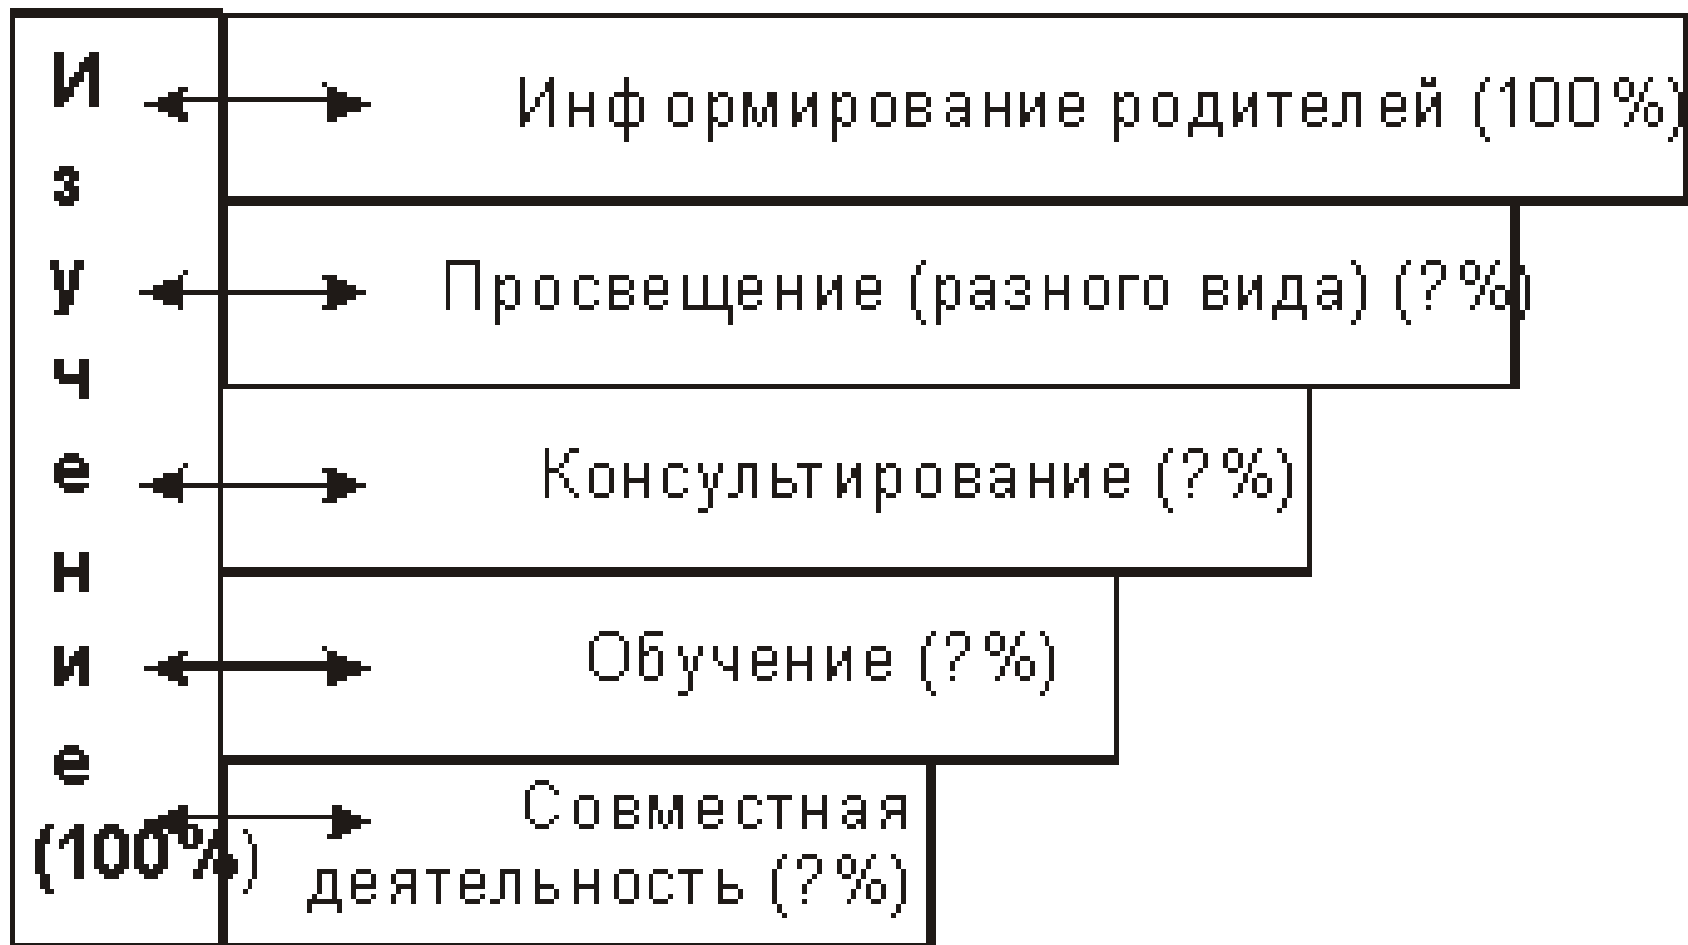 Изучение
(100%)
Информирование родителей (100%)
Просвещение (разного вида) (?%)
Консультирование (?%)
Обучение (?%)
Совместная
деятельность (?%)